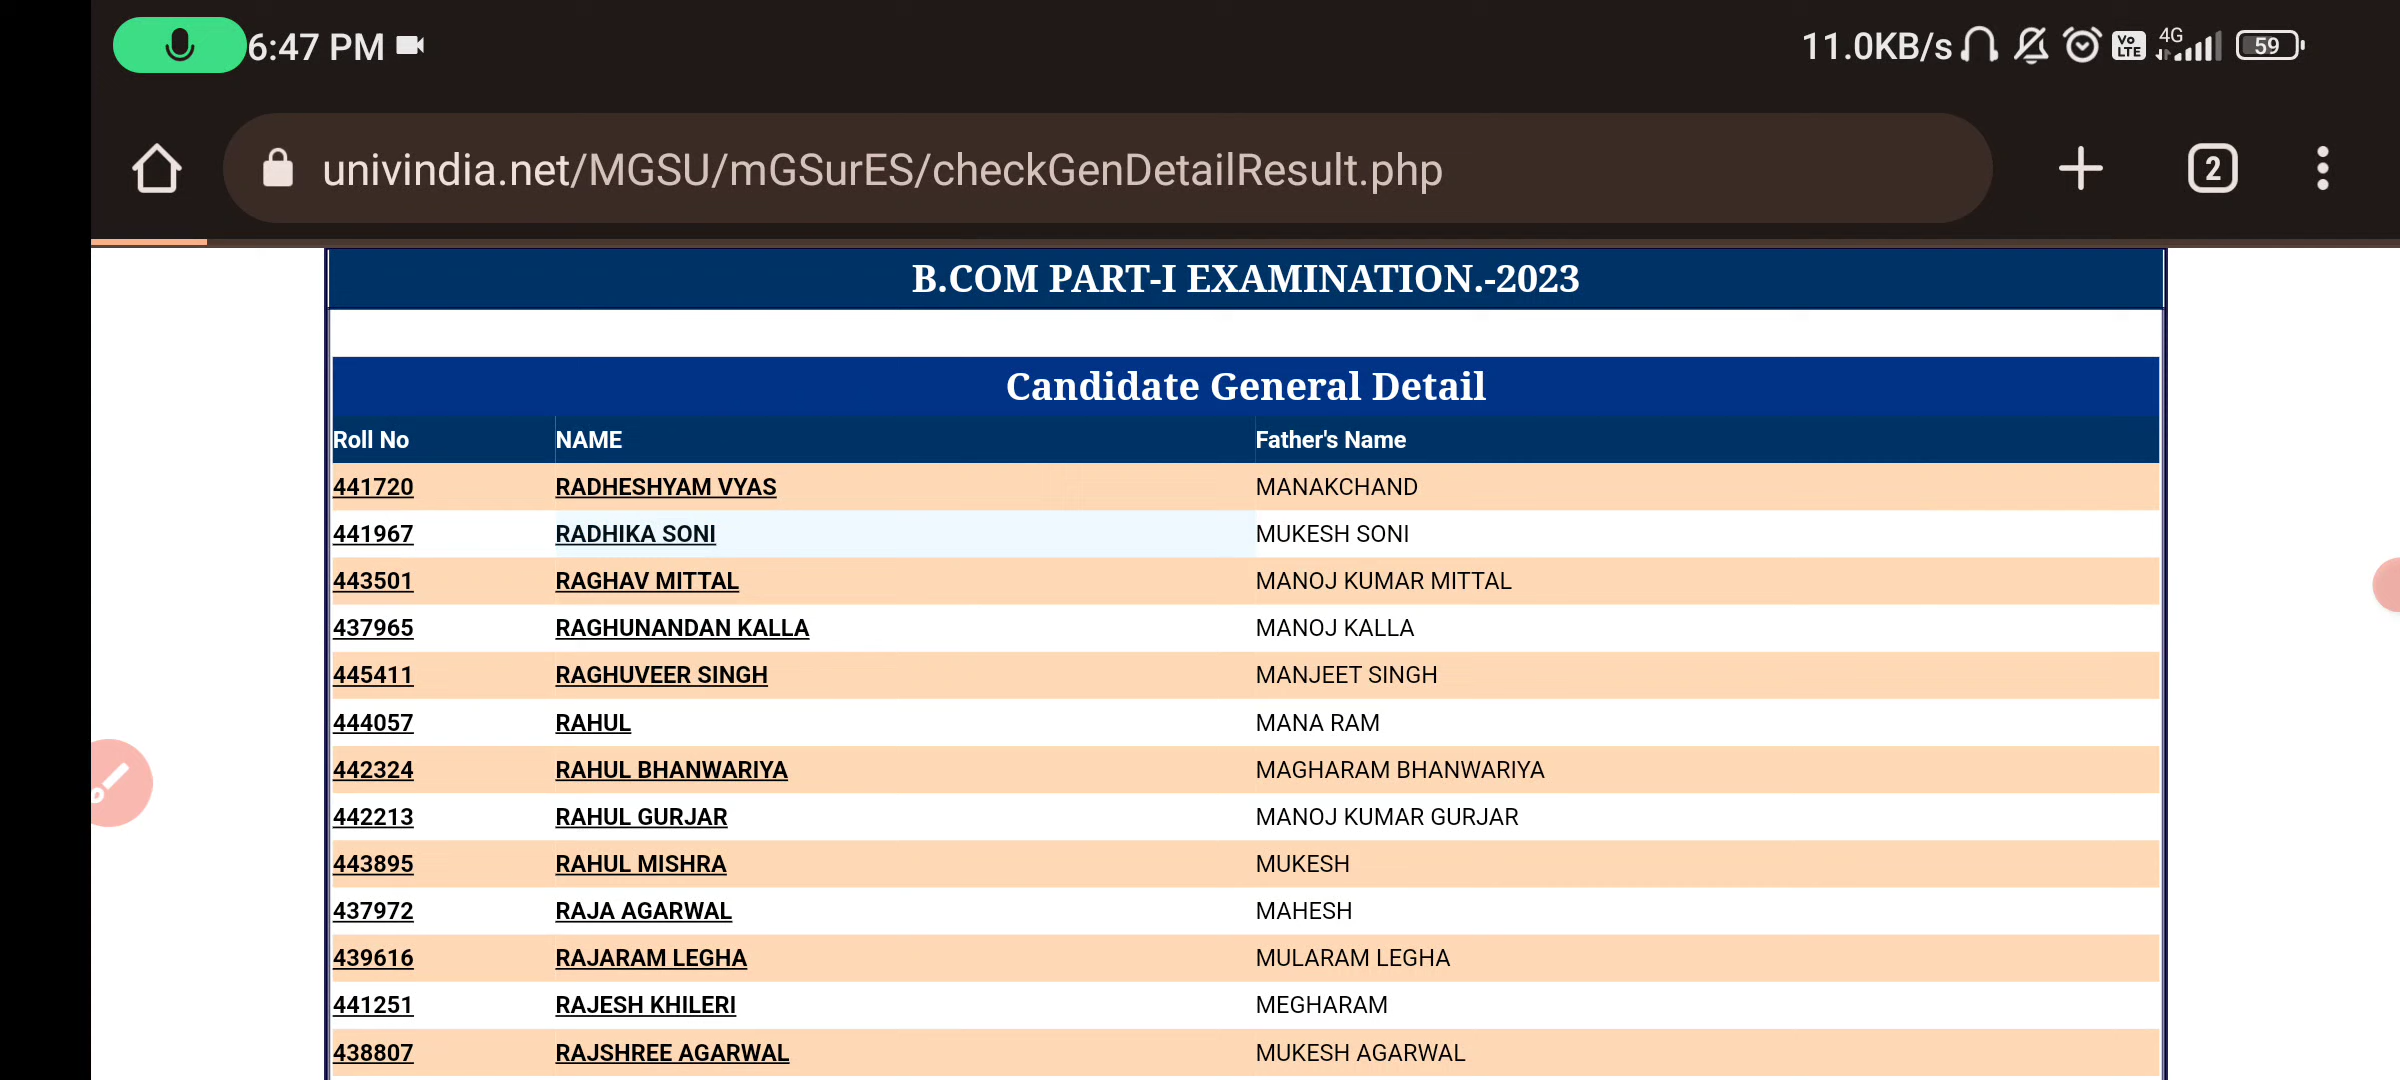 6:47 PM 11.0KB/s Vo LTE 4G 59
univindia.net/MGSU/mGSurES/checkGenDetailResult.php 2
B.COM PART-I EXAMINATION.-2023
Candidate General Detail
Roll No NAME Father's Name
441720 RADHESHYAM VYAS MANAKCHAND
441967 RADHIKA SONI MUKESH SONI
443501 RAGHAV MITTAL MANOJ KUMAR MITTAL
437965 RAGHUNANDAN KALLA MANOJ KALLA
445411 RAGHUVEER SINGH MANJEET SINGH
444057 RAHUL MANA RAM
442324 RAHUL BHANWARIYA MAGHARAM BHANWARIYA
442213 RAHUL GURJAR MANOJ KUMAR GURJAR
443895 RAHUL MISHRA MUKESH
437972 RAJA AGARWAL MAHESH
439616 RAJARAM LEGHA MULARAM LEGHA
441251 RAJESH KHILERI MEGHARAM
438807 RAJSHREE AGARWAL MUKESH AGARWAL